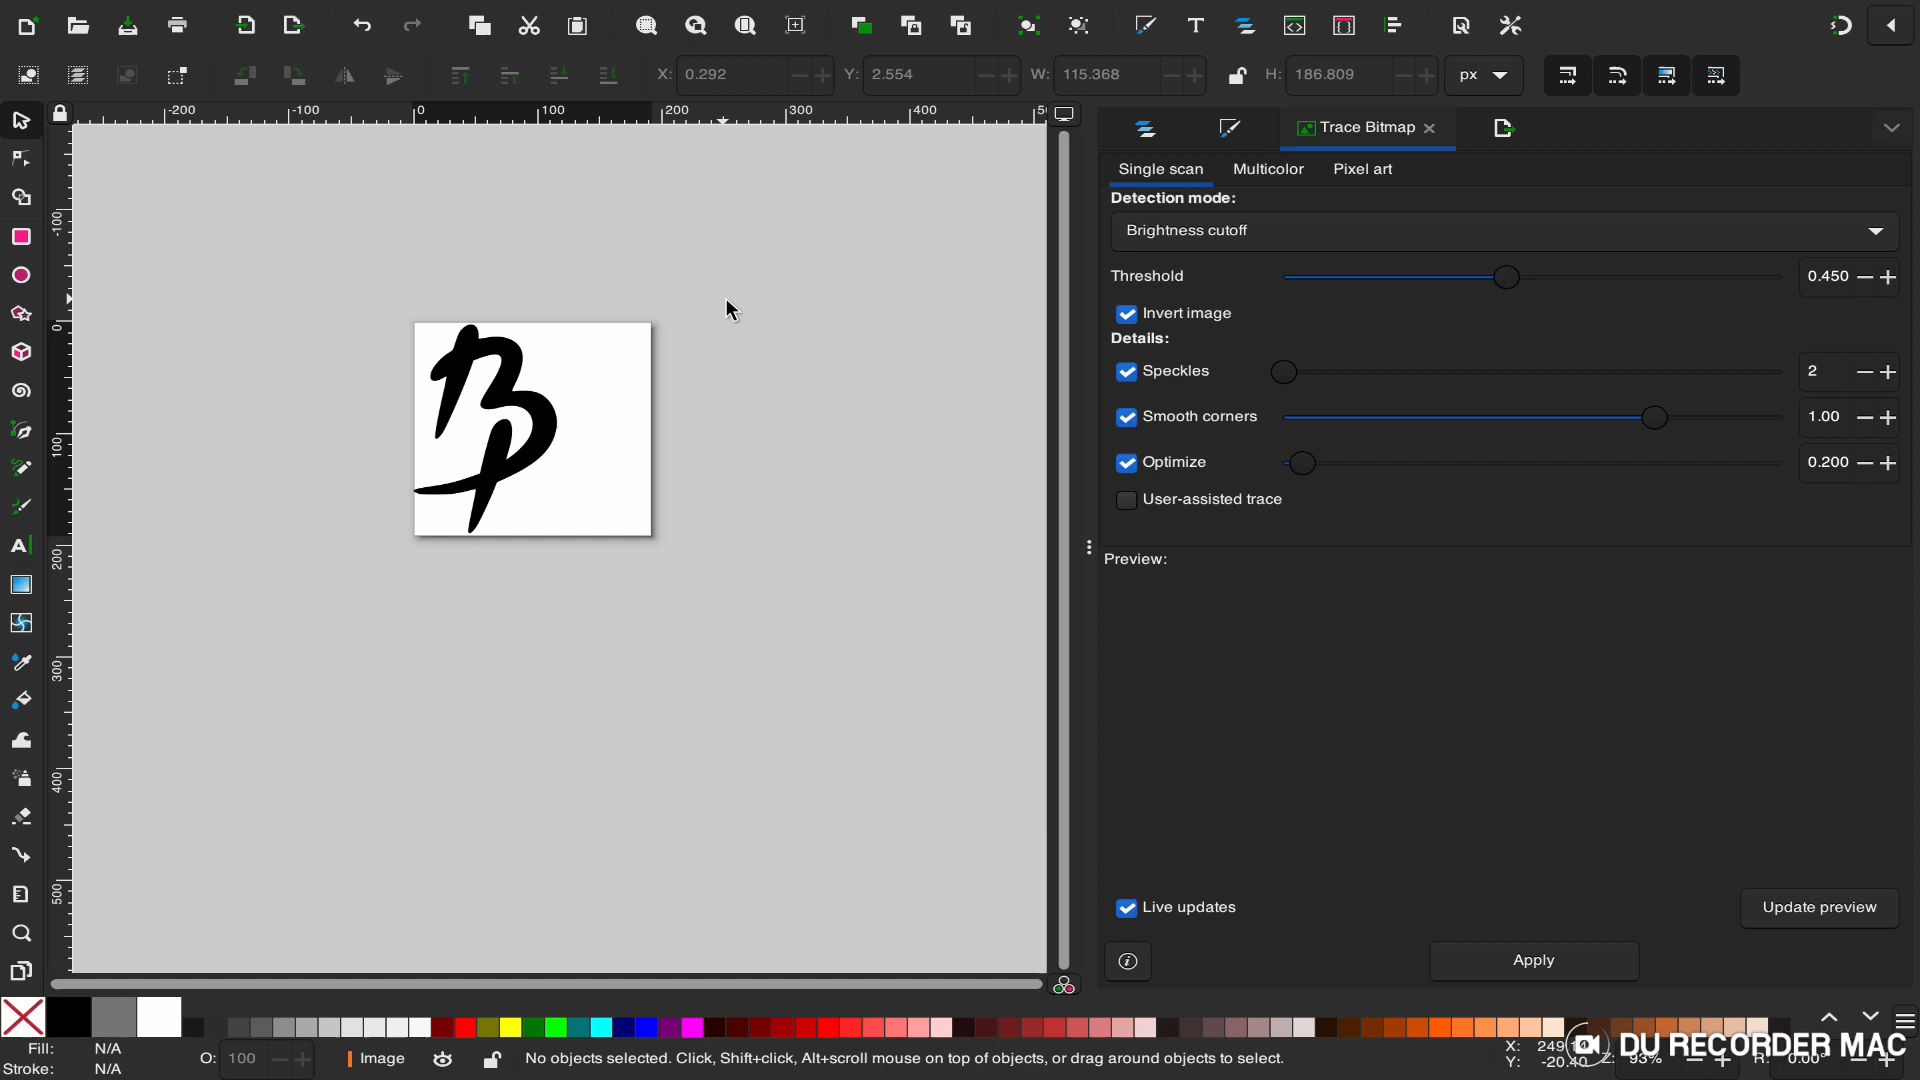 X: 0.292 Y: 2.554 W: 115.368 H: 186.809 px
-200 -100 0 100 200 300 400
-100 0 100 200 300 400 500
Trace Bitmap
Single scan Multicolor Pixel art
Detection mode:
Brightness cutoff
Threshold 0.450
Invert image
Details:
Speckles 2
Smooth corners 1.00
Optimize 0.200
User-assisted trace
Preview:
Live updates Update preview
Apply
Fill: N/A
Stroke: N/A
O: 100
Image
No objects selected. Click, Shift+click, Alt+scroll mouse on top of objects, or drag around objects to select.
X:
Y: -20.40
Z: 93%
R: 0.00°
DU RECORDER MAC